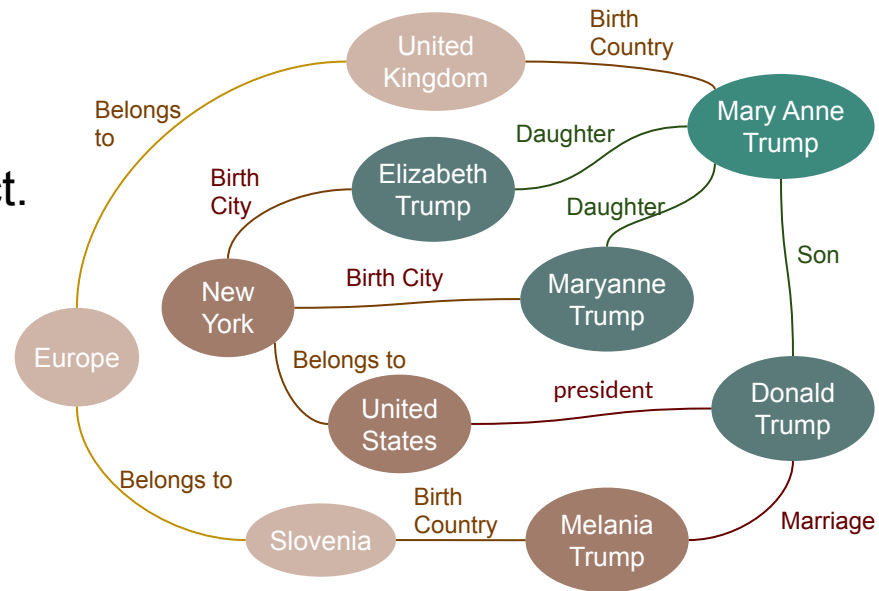 United
Kingdom
Birth
Country
Mary Anne
Trump
Belongs
to
Daughter
ct.
Birth
City
Elizabeth
Trump
Daughter
Son
New
York
Birth City
Maryanne
Trump
Europe
Belongs to
United
States
president
Donald
Trump
Belongs to
Slovenia
Birth
Country
Melania
Trump
Marriage